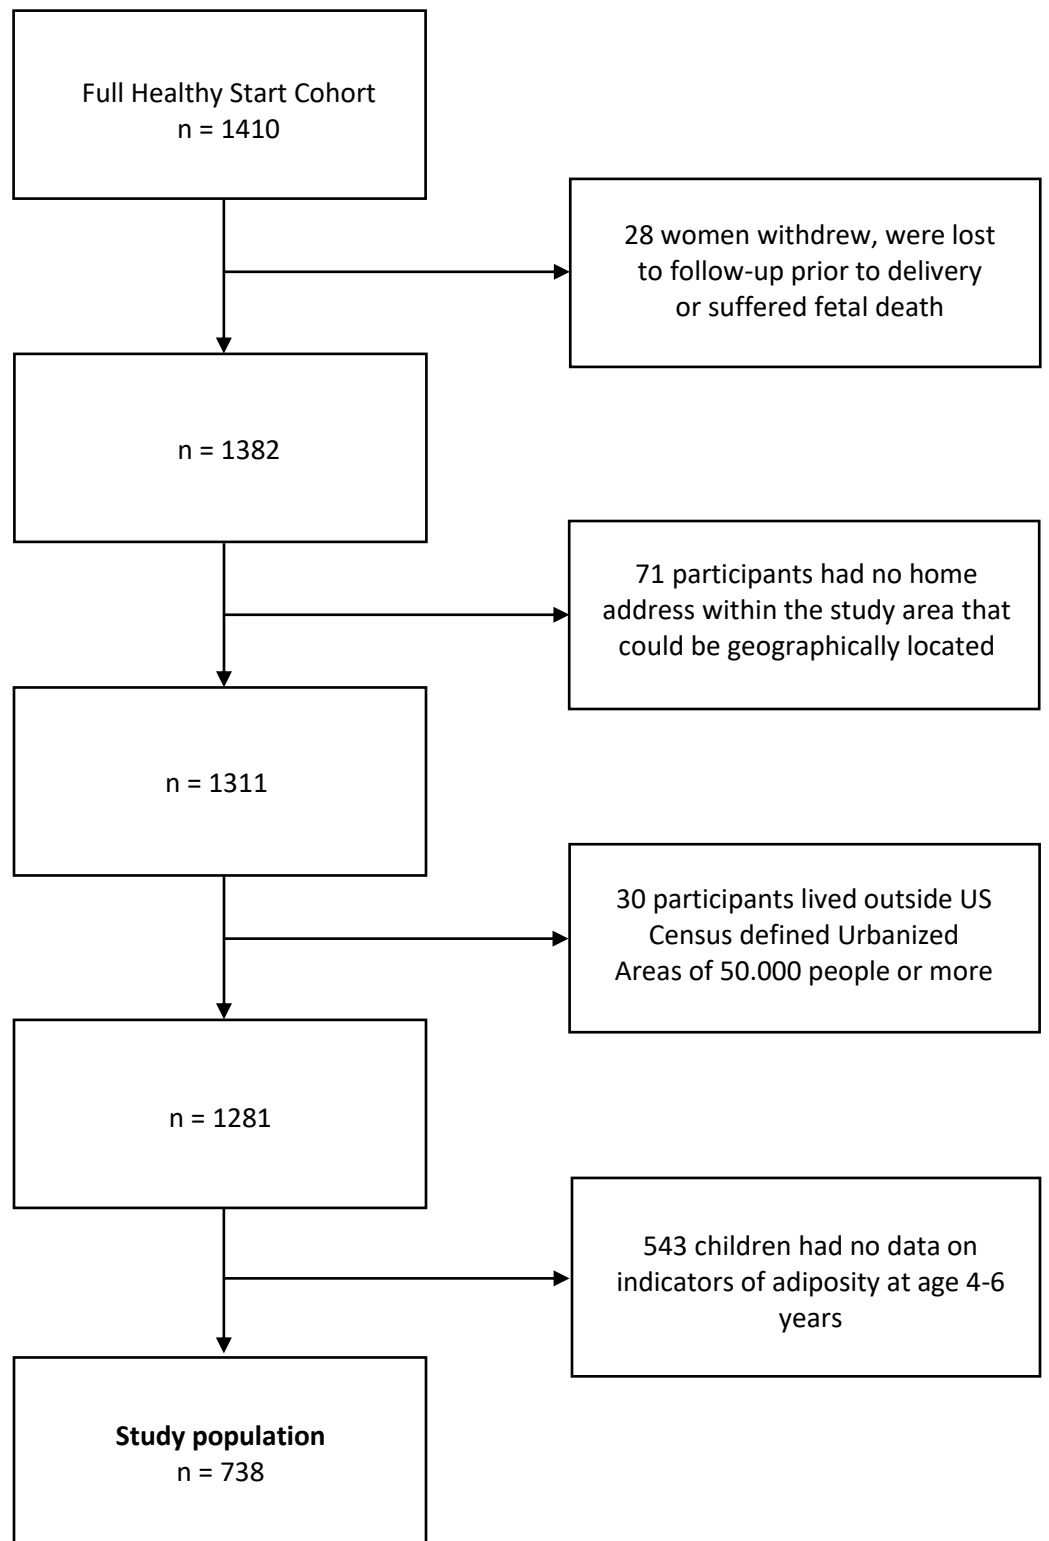 Full Healthy Start Cohort
n = 1410
28 women withdrew, were lost
to follow-up prior to delivery
or suffered fetal death
n = 1382
71 participants had no home
address within the study area that
could be geographically located
n = 1311
30 participants lived outside US
Census defined Urbanized
Areas of 50.000 people or more
n = 1281
543 children had no data on
indicators of adiposity at age 4-6
years
Study population
n = 738